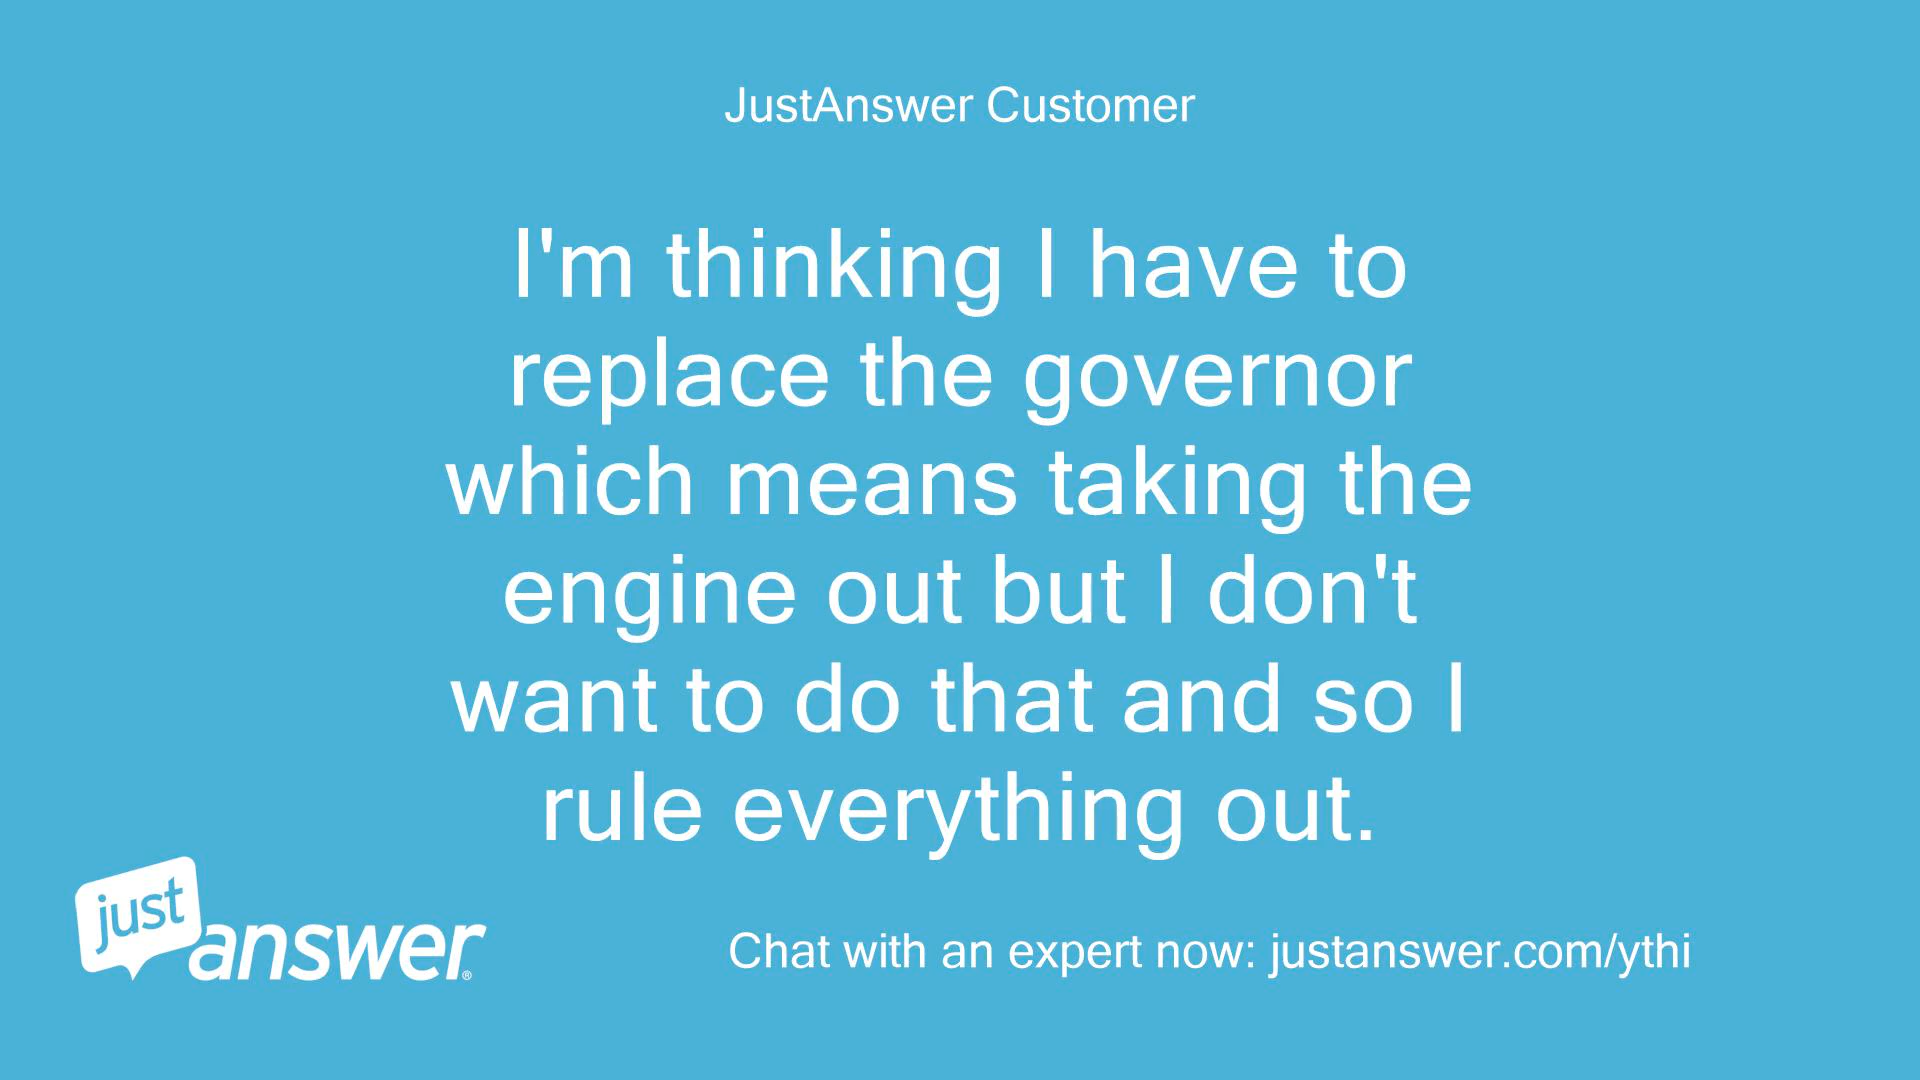 JustAnswer Customer
I'm thinking I have to
replace the governor
which means taking the
engine out but I don't
want to do that and so I
rule everything out.
just
answer®
Chat with an expert now: justanswer.com/ythi